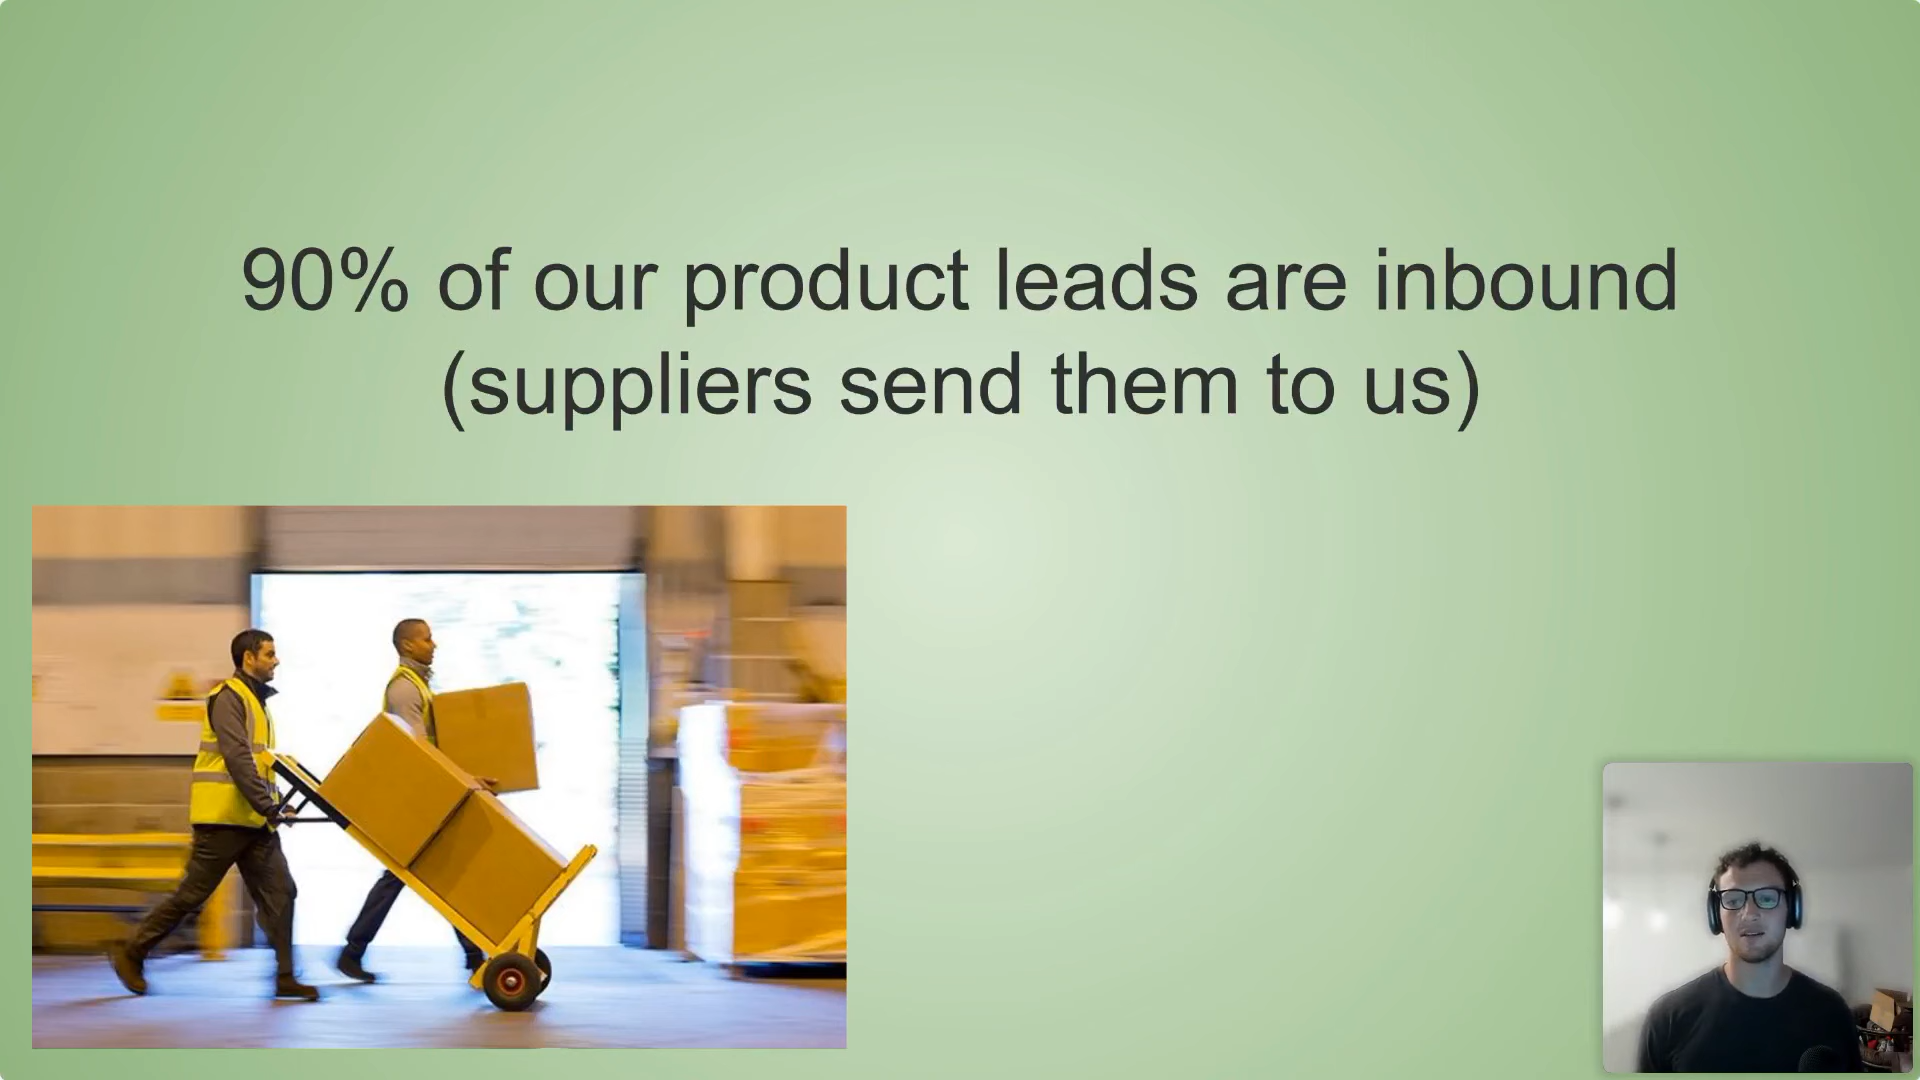 90% of our product leads are inbound
(suppliers send them to us)